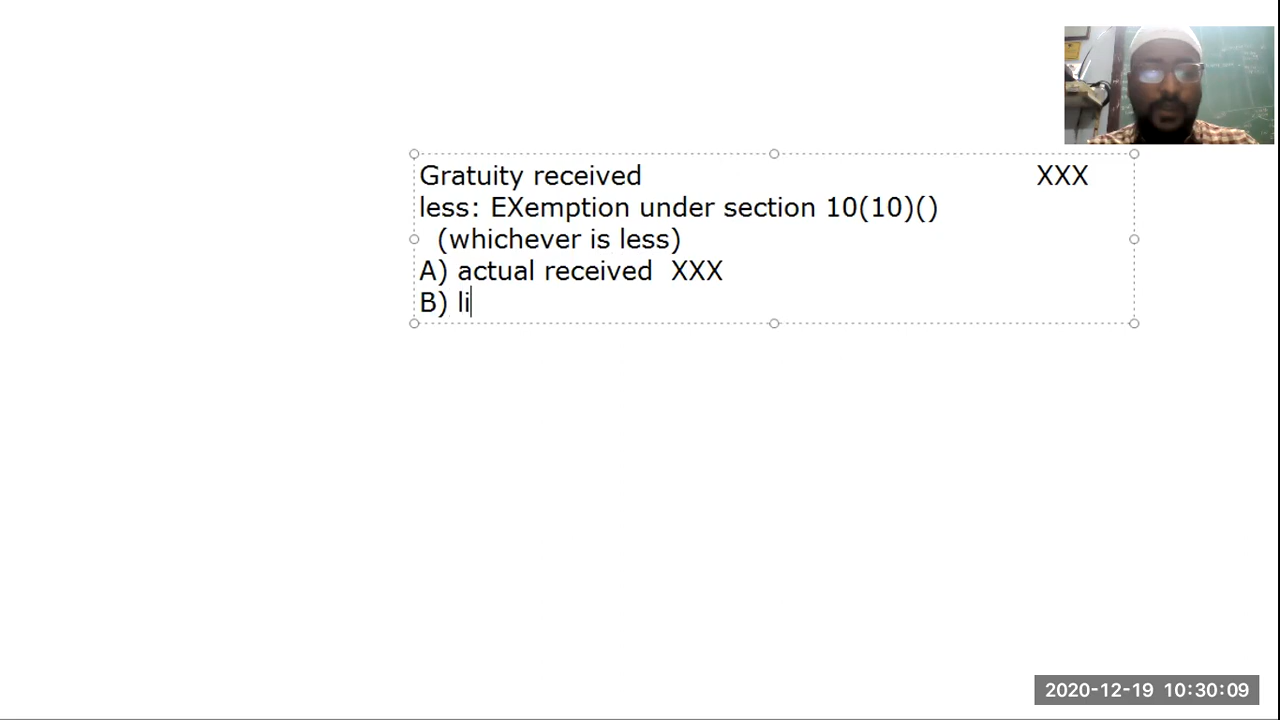 Gratuity received XXX
less: EXemption under section 10(10)()
(whichever is less)
A) actual received XXX
B) li
2020-12-19 10:30:09